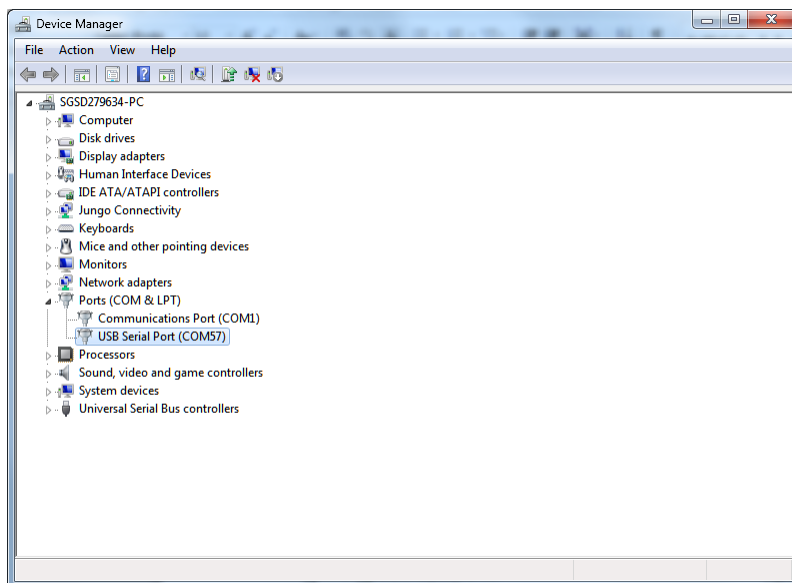 Device Manager
File Action View Help
SGSD279634-PC
Computer
Disk drives
Display adapters
Human Interface Devices
IDE ATA/ATAPI controllers
Jungo Connectivity
Keyboards
Mice and other pointing devices
Monitors
Network adapters
Ports (COM & LPT)
Communications Port (COM1)
USB Serial Port (COM57)
Processors
Sound, video and game controllers
System devices
Universal Serial Bus controllers